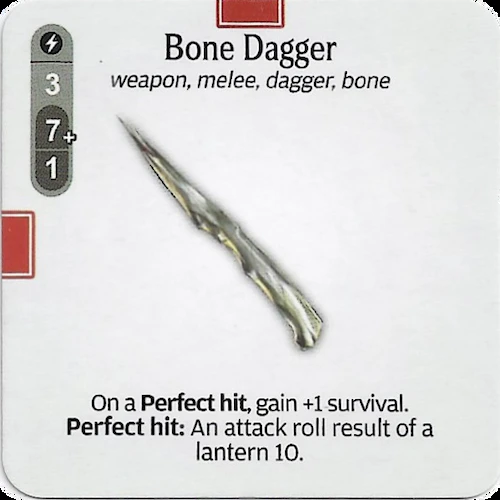 Bone Dagger
weapon, melee, dagger, bone
3
7+
1
On a Perfect hit, gain +1 survival.
Perfect hit: An attack roll result of a
lantern 10.